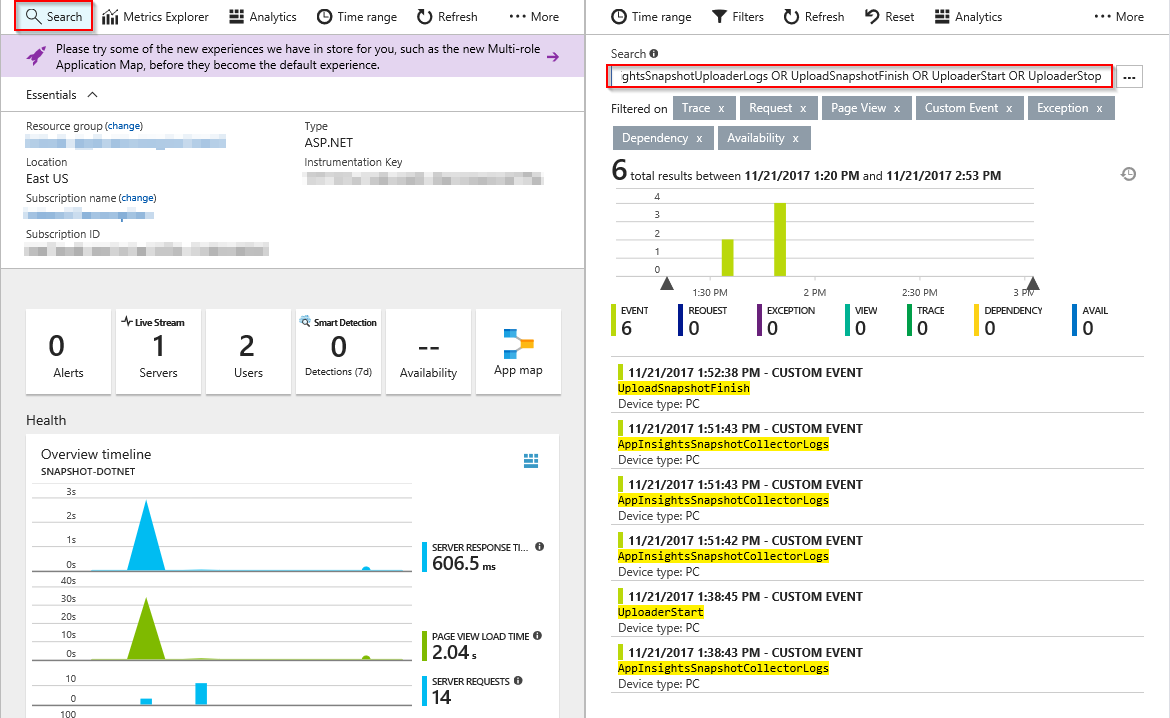 Search Metrics Explorer Analytics Time range Refresh ··· More
Please try some of the new experiences we have in store for you, such as the new Multi-role
Application Map, before they become the default experience.
Essentials
Resource group (change)
Type
ASP.NET
Location
East US
Instrumentation Key
Subscription name (change)
Subscription ID
0
Alerts
Live Stream
1
Servers
2
Users
Smart Detection
0
Detections (7d)
--
Availability
App map
Health
Overview timeline
SNAPSHOT-DOTNET
3s
2s
1s
0s
SERVER RESPONSE TI...
606.5 ms
40s
30s
20s
10s
0s
PAGE VIEW LOAD TIME
2.04 s
10
0
SERVER REQUESTS
14
100
Time range Filters Refresh Reset Analytics ··· More
Search
ghtsSnapshotUploaderLogs OR UploadSnapshotFinish OR UploaderStart OR UploaderStop
...
Filtered on Trace x Request x Page View x Custom Event x Exception x
Dependency x Availability x
6 total results between 11/21/2017 1:20 PM and 11/21/2017 2:53 PM
4
3
2
1
0
1:30 PM 2 PM 2:30 PM 3 PM
EVENT
6
REQUEST
0
EXCEPTION
0
VIEW
0
TRACE
0
DEPENDENCY
0
AVAIL
0
11/21/2017 1:52:38 PM - CUSTOM EVENT
UploadSnapshotFinish
Device type: PC
11/21/2017 1:51:43 PM - CUSTOM EVENT
AppInsightsSnapshotCollectorLogs
Device type: PC
11/21/2017 1:51:43 PM - CUSTOM EVENT
AppInsightsSnapshotCollectorLogs
Device type: PC
11/21/2017 1:51:42 PM - CUSTOM EVENT
AppInsightsSnapshotCollectorLogs
Device type: PC
11/21/2017 1:38:45 PM - CUSTOM EVENT
UploaderStart
Device type: PC
11/21/2017 1:38:43 PM - CUSTOM EVENT
AppInsightsSnapshotCollectorLogs
Device type: PC